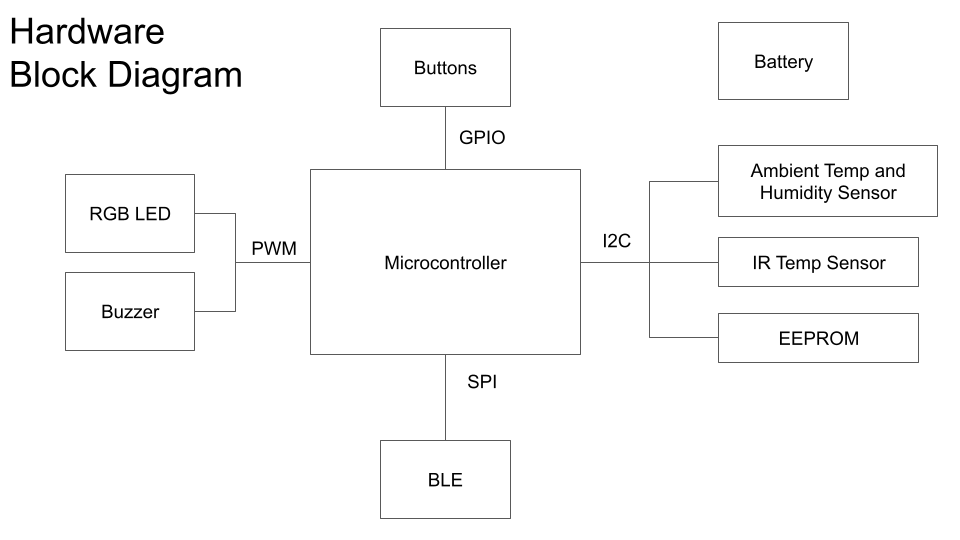 Hardware
Block Diagram
Buttons
Battery
GPIO
Ambient Temp and
Humidity Sensor
RGB LED
PWM
Microcontroller
I2C
IR Temp Sensor
Buzzer
EEPROM
SPI
BLE